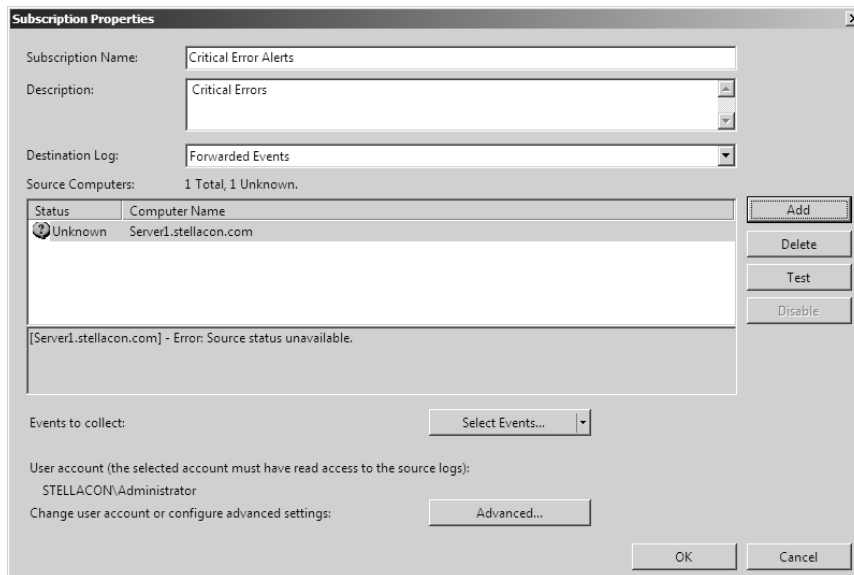 Subscription Properties
Subscription Name: Critical Error Alerts
Description: Critical Errors
Destination Log: Forwarded Events
Source Computers: 1 Total, 1 Unknown.
Status Computer Name
Unknown Server1.stellacon.com
Add
Delete
Test
Disable
[Server1.stellacon.com] - Error: Source status unavailable.
Events to collect: Select Events...
User account (the selected account must have read access to the source logs):
STELLACON\Administrator
Change user account or configure advanced settings: Advanced...
OK Cancel